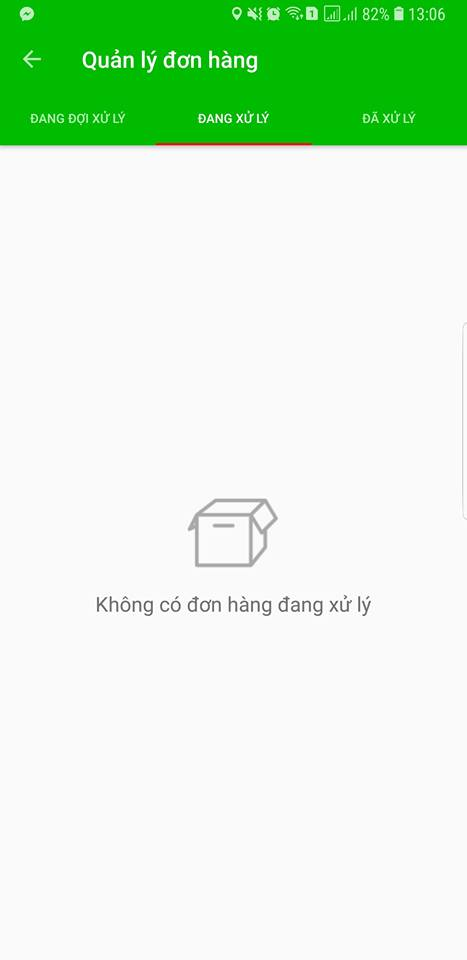 82% 13:06
Quản lý đơn hàng
ĐANG ĐỢI XỬ LÝ ĐANG XỬ LÝ ĐÃ XỬ LÝ
Không có đơn hàng đang xử lý